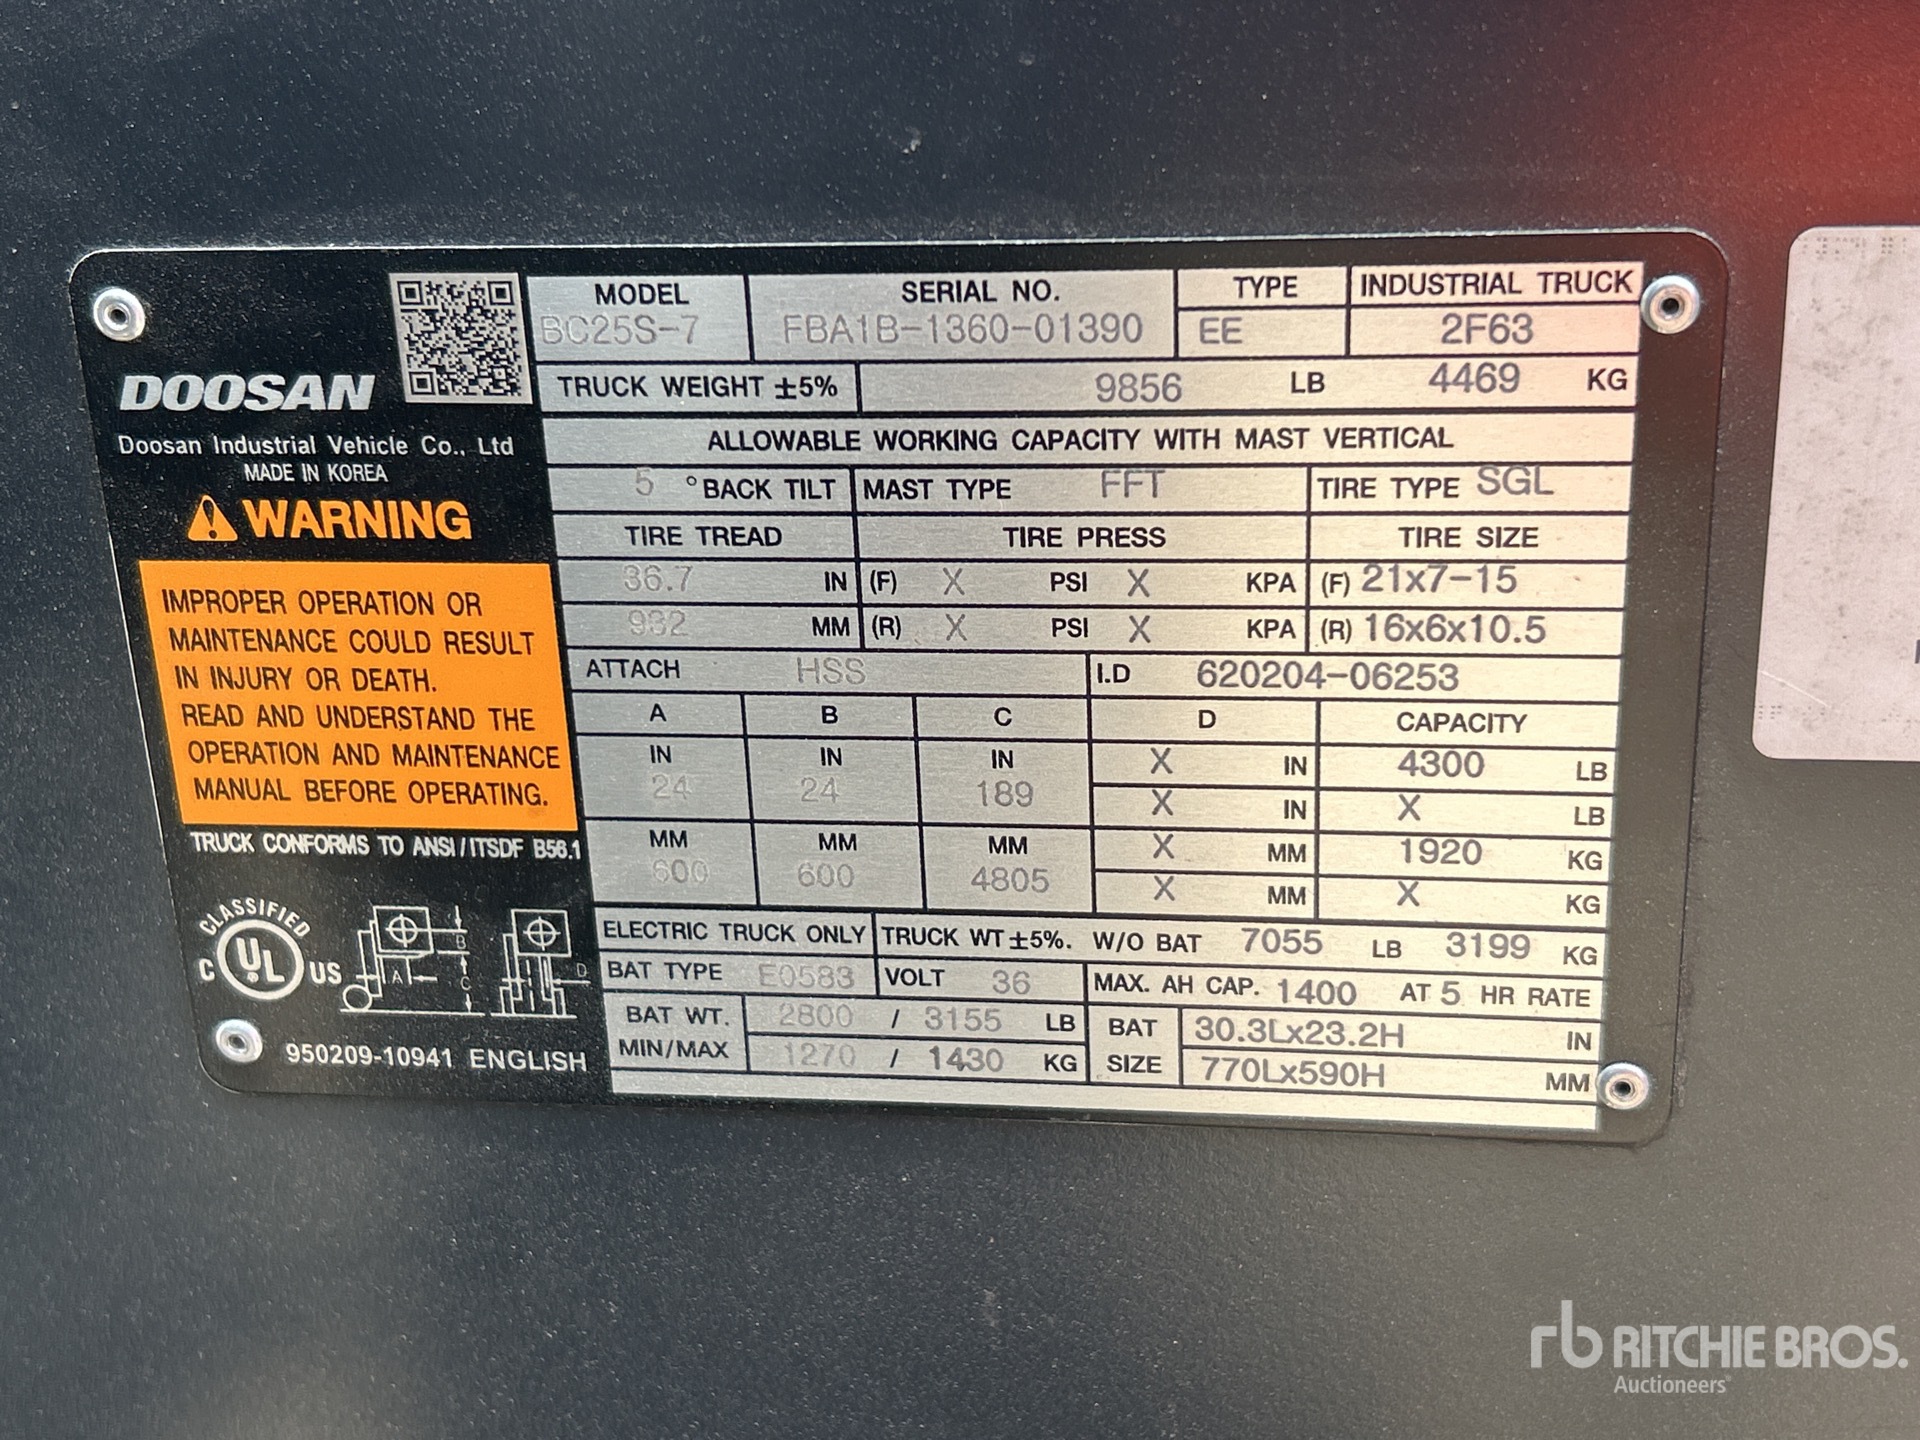 DOOSAN
Doosan Industrial Vehicle Co., Ltd
MADE IN KOREA
WARNING
IMPROPER OPERATION OR
MAINTENANCE COULD RESULT
IN INJURY OR DEATH.
READ AND UNDERSTAND THE
OPERATION AND MAINTENANCE
MANUAL BEFORE OPERATING.
TRUCK CONFORMS TO ANSI/ITSDF B56.1
CLASSIFIED
C UL US
A B C D
950209-10941 ENGLISH
MODEL SERIAL NO. TYPE INDUSTRIAL TRUCK
BC25S-7 FBA1B-1360-01390 EE 2F63
TRUCK WEIGHT ±5% 9856 LB 4469 KG
ALLOWABLE WORKING CAPACITY WITH MAST VERTICAL
5 ° BACK TILT MAST TYPE FFT TIRE TYPE SGL
TIRE TREAD TIRE PRESS TIRE SIZE
36.7 IN (F) X PSI X KPA (F) 21x7-15
932 MM (R) X PSI X KPA (R) 16x6x10.5
ATTACH HSS I.D 620204-06253
A B C D CAPACITY
IN IN IN X IN 4300 LB
24 24 189 X IN X LB
MM MM MM X MM 1920 KG
600 600 4805 X MM X KG
ELECTRIC TRUCK ONLY TRUCK WT ±5%. W/O BAT 7055 LB 3199 KG
BAT TYPE E0583 VOLT 36 MAX. AH CAP. 1400 AT 5 HR RATE
BAT WT. 2800 / 3155 LB BAT 30.3Lx23.2H IN
MIN/MAX 1270 / 1430 KG SIZE 770Lx590H MM
rb RITCHIE BROS.
Auctioneers